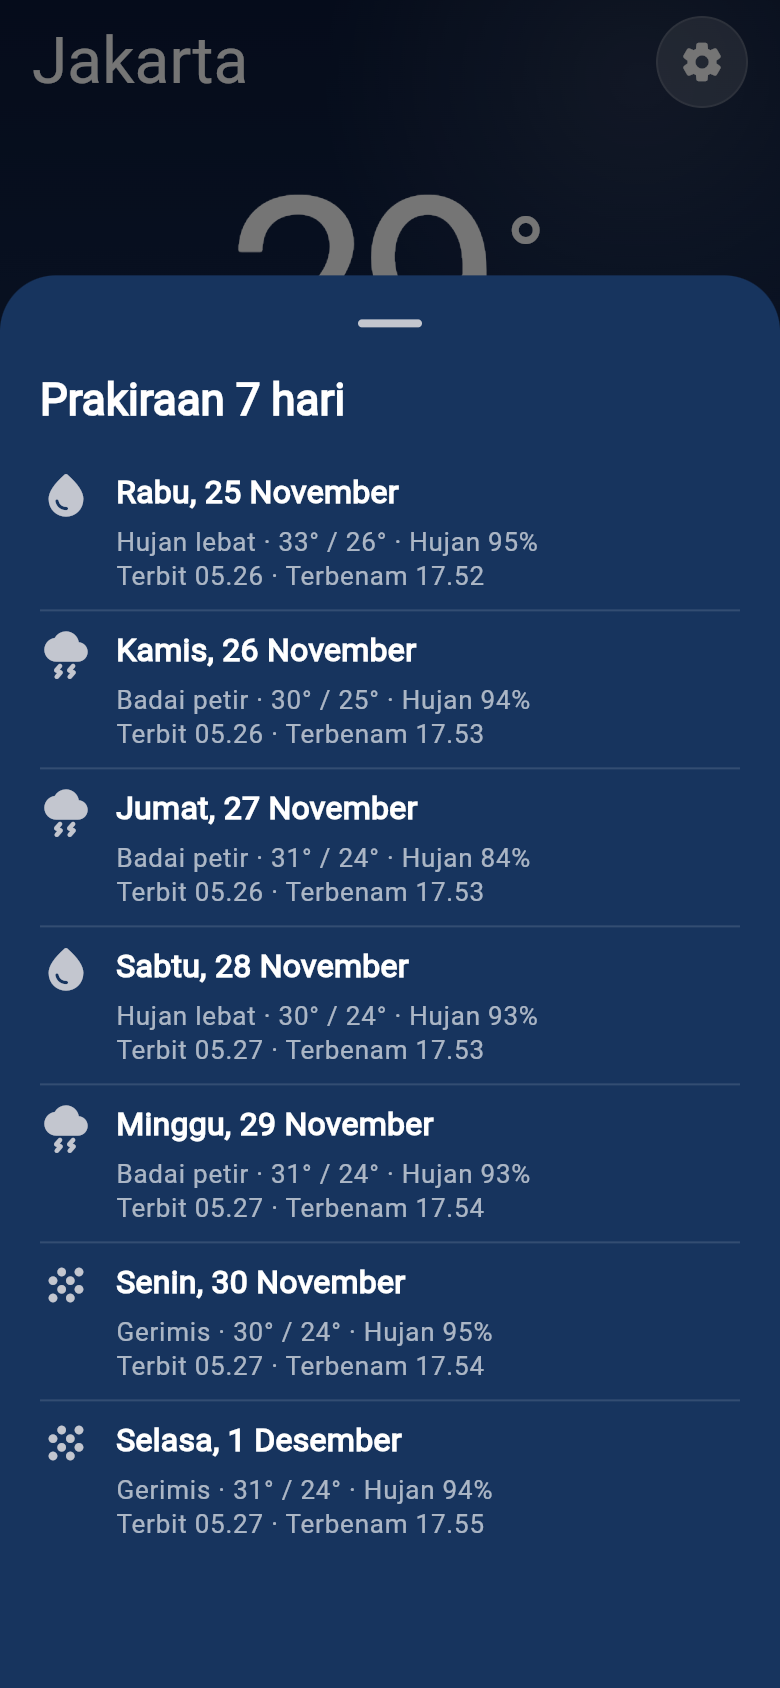 Jakarta
29°
Prakiraan 7 hari
Rabu, 25 November
Hujan lebat · 33° / 26° · Hujan 95%
Terbit 05.26 · Terbenam 17.52
Kamis, 26 November
Badai petir · 30° / 25° · Hujan 94%
Terbit 05.26 · Terbenam 17.53
Jumat, 27 November
Badai petir · 31° / 24° · Hujan 84%
Terbit 05.26 · Terbenam 17.53
Sabtu, 28 November
Hujan lebat · 30° / 24° · Hujan 93%
Terbit 05.27 · Terbenam 17.53
Minggu, 29 November
Badai petir · 31° / 24° · Hujan 93%
Terbit 05.27 · Terbenam 17.54
Senin, 30 November
Gerimis · 30° / 24° · Hujan 95%
Terbit 05.27 · Terbenam 17.54
Selasa, 1 Desember
Gerimis · 31° / 24° · Hujan 94%
Terbit 05.27 · Terbenam 17.55